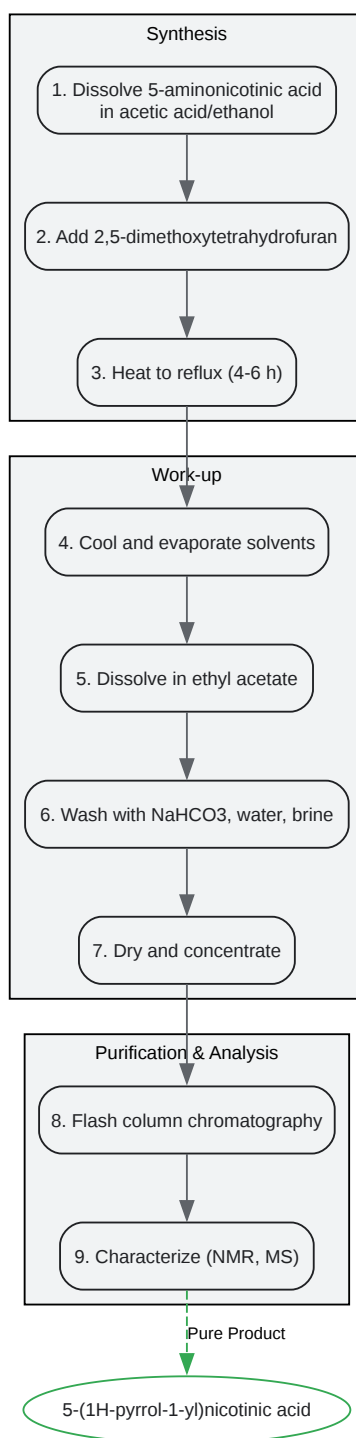 Synthesis
1. Dissolve 5-aminonicotinic acid
in acetic acid/ethanol
2. Add 2,5-dimethoxytetrahydrofuran
3. Heat to reflux (4-6 h)
Work-up
4. Cool and evaporate solvents
5. Dissolve in ethyl acetate
6. Wash with NaHCO3, water, brine
7. Dry and concentrate
Purification & Analysis
8. Flash column chromatography
9. Characterize (NMR, MS)
Pure Product
5-(1H-pyrrol-1-yl)nicotinic acid